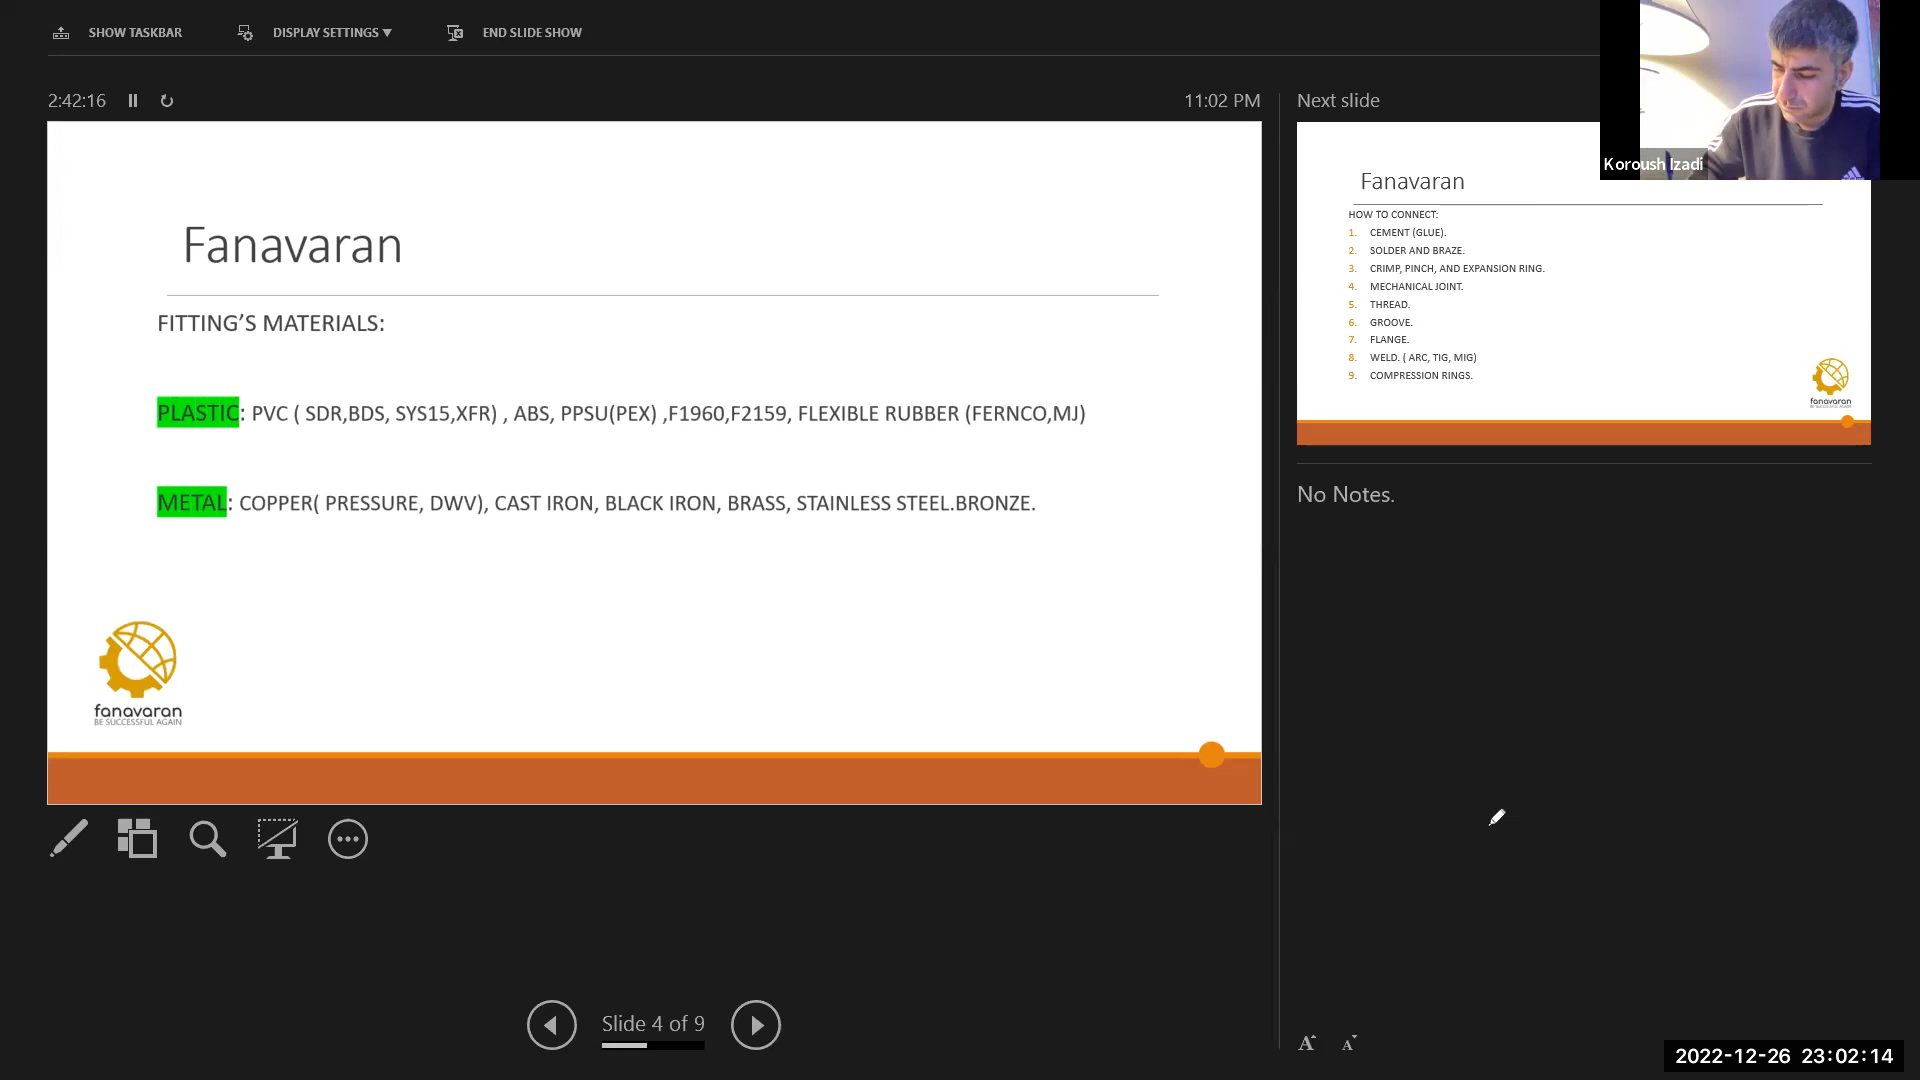 SHOW TASKBAR
DISPLAY SETTINGS ▼
END SLIDE SHOW
2:42:16
11:02 PM
Fanavaran
FITTING’S MATERIALS:
PLASTIC: PVC ( SDR,BDS, SYS15,XFR) , ABS, PPSU(PEX) ,F1960,F2159, FLEXIBLE RUBBER (FERNCO,MJ)
METAL: COPPER( PRESSURE, DWV), CAST IRON, BLACK IRON, BRASS, STAINLESS STEEL.BRONZE.
fanavaran
BE SUCCESSFUL AGAIN
Slide 4 of 9
Next slide
Koroush Izadi
Fanavaran
HOW TO CONNECT:
1. CEMENT (GLUE).
2. SOLDER AND BRAZE.
3. CRIMP, PINCH, AND EXPANSION RING.
4. MECHANICAL JOINT.
5. THREAD.
6. GROOVE.
7. FLANGE.
8. WELD. ( ARC, TIG, MIG)
9. COMPRESSION RINGS.
fanavaran
BE SUCCESSFUL AGAIN
No Notes.
A A
2022-12-26 23:02:14